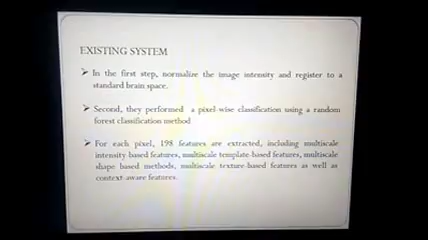 EXISTING SYSTEM
➤ In the first step, normalize the image intensity and register to a
standard brain space.
➤ Second, they performed a pixel-wise classification using a random
forest classification method
➤ For each pixel, 198 features are extracted, including multiscale
intensity-based features, multiscale template-based features, multiscale
shape based methods, multiscale texture-based features as well as
context-aware features.